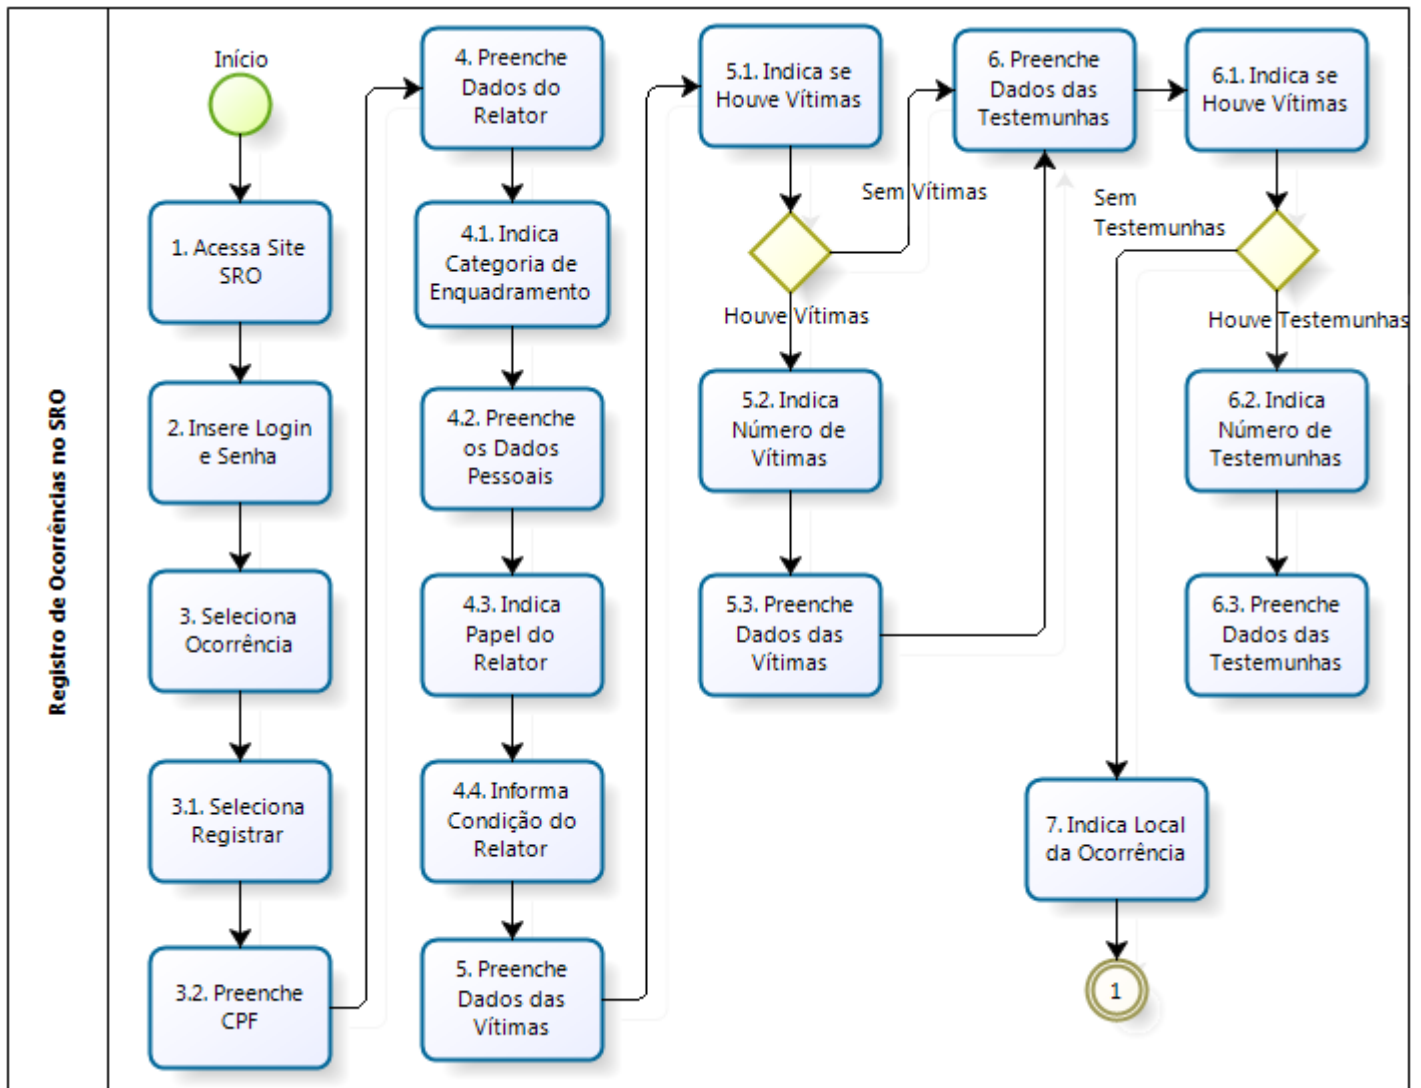 Registro de Ocorrências no SRO
Início
1. Acessa Site
SRO
2. Insere Login
e Senha
3. Seleciona
Ocorrência
3.1. Seleciona
Registrar
3.2. Preenche
CPF
4. Preenche
Dados do
Relator
4.1. Indica
Categoria de
Enquadramento
4.2. Preenche
os Dados
Pessoais
4.3. Indica
Papel do
Relator
4.4. Informa
Condição do
Relator
5. Preenche
Dados das
Vítimas
5.1. Indica se
Houve Vítimas
Sem Vítimas
Houve Vítimas
5.2. Indica
Número de
Vítimas
5.3. Preenche
Dados das
Vítimas
6. Preenche
Dados das
Testemunhas
6.1. Indica se
Houve Vítimas
Sem
Testemunhas
Houve Testemunhas
6.2. Indica
Número de
Testemunhas
6.3. Preenche
Dados das
Testemunhas
7. Indica Local
da Ocorrência
1